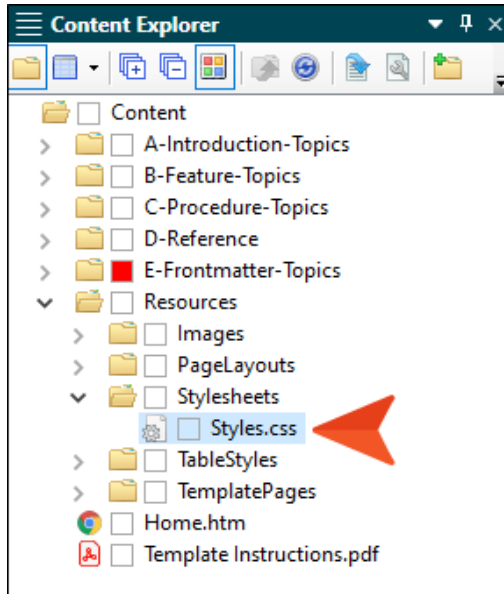 Content Explorer
Content
A-Introduction-Topics
B-Feature-Topics
C-Procedure-Topics
D-Reference
E-Frontmatter-Topics
Resources
Images
PageLayouts
Stylesheets
Styles.css
TableStyles
TemplatePages
Home.htm
Template Instructions.pdf